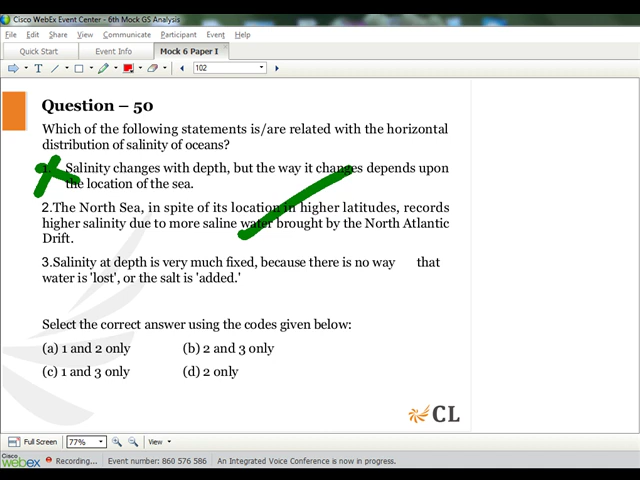 Cisco WebEx Event Center - 6th Mock GS Analysis
File Edit Share View Communicate Participant Event Help
Quick Start Event Info Mock 6 Paper I
102
Question – 50
Which of the following statements is/are related with the horizontal
distribution of salinity of oceans?
1. Salinity changes with depth, but the way it changes depends upon
the location of the sea.
2.The North Sea, in spite of its location in higher latitudes, records
higher salinity due to more saline water brought by the North Atlantic
Drift.
3.Salinity at depth is very much fixed, because there is no way that
water is 'lost', or the salt is 'added.'
Select the correct answer using the codes given below:
(a) 1 and 2 only (b) 2 and 3 only
(c) 1 and 3 only (d) 2 only
CL
Full Screen 77% View
Cisco webex Recording... Event number: 860 576 586 An Integrated Voice Conference is now in progress.